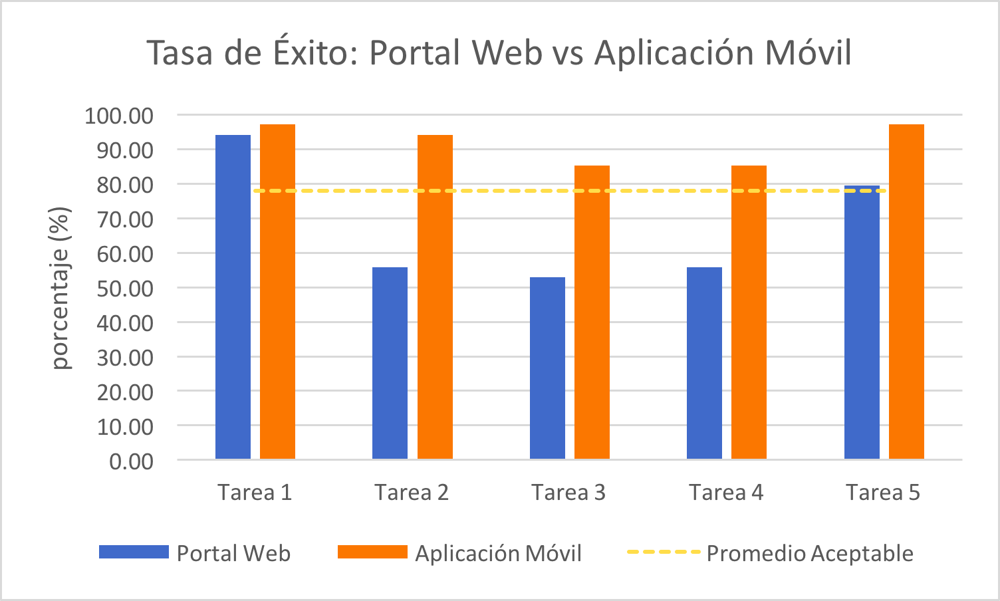 Tasa de Éxito: Portal Web vs Aplicación Móvil
porcentaje (%)
100.00
90.00
80.00
70.00
60.00
50.00
40.00
30.00
20.00
10.00
0.00
Tarea 1 Tarea 2 Tarea 3 Tarea 4 Tarea 5
Portal Web Aplicación Móvil Promedio Aceptable